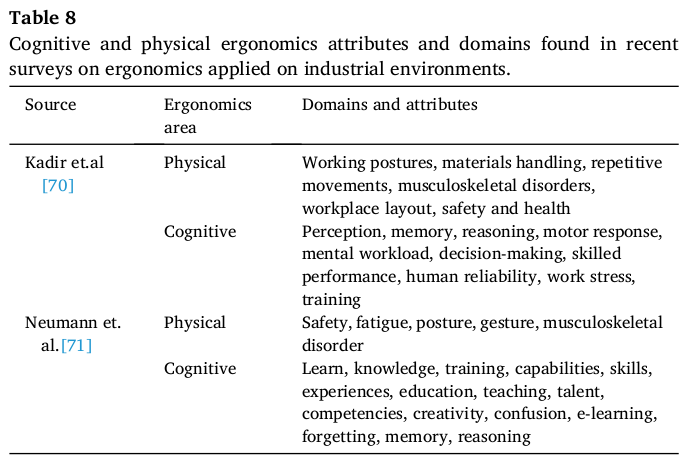 Table 8
Cognitive and physical ergonomics attributes and domains found in recent
surveys on ergonomics applied on industrial environments.
Source Ergonomics area Domains and attributes
Kadir et.al [70] Physical Working postures, materials handling, repetitive
movements, musculoskeletal disorders,
workplace layout, safety and health
Cognitive Perception, memory, reasoning, motor response,
mental workload, decision-making, skilled
performance, human reliability, work stress,
training
Neumann et. al.[71] Physical Safety, fatigue, posture, gesture, musculoskeletal
disorder
Cognitive Learn, knowledge, training, capabilities, skills,
experiences, education, teaching, talent,
competencies, creativity, confusion, e-learning,
forgetting, memory, reasoning